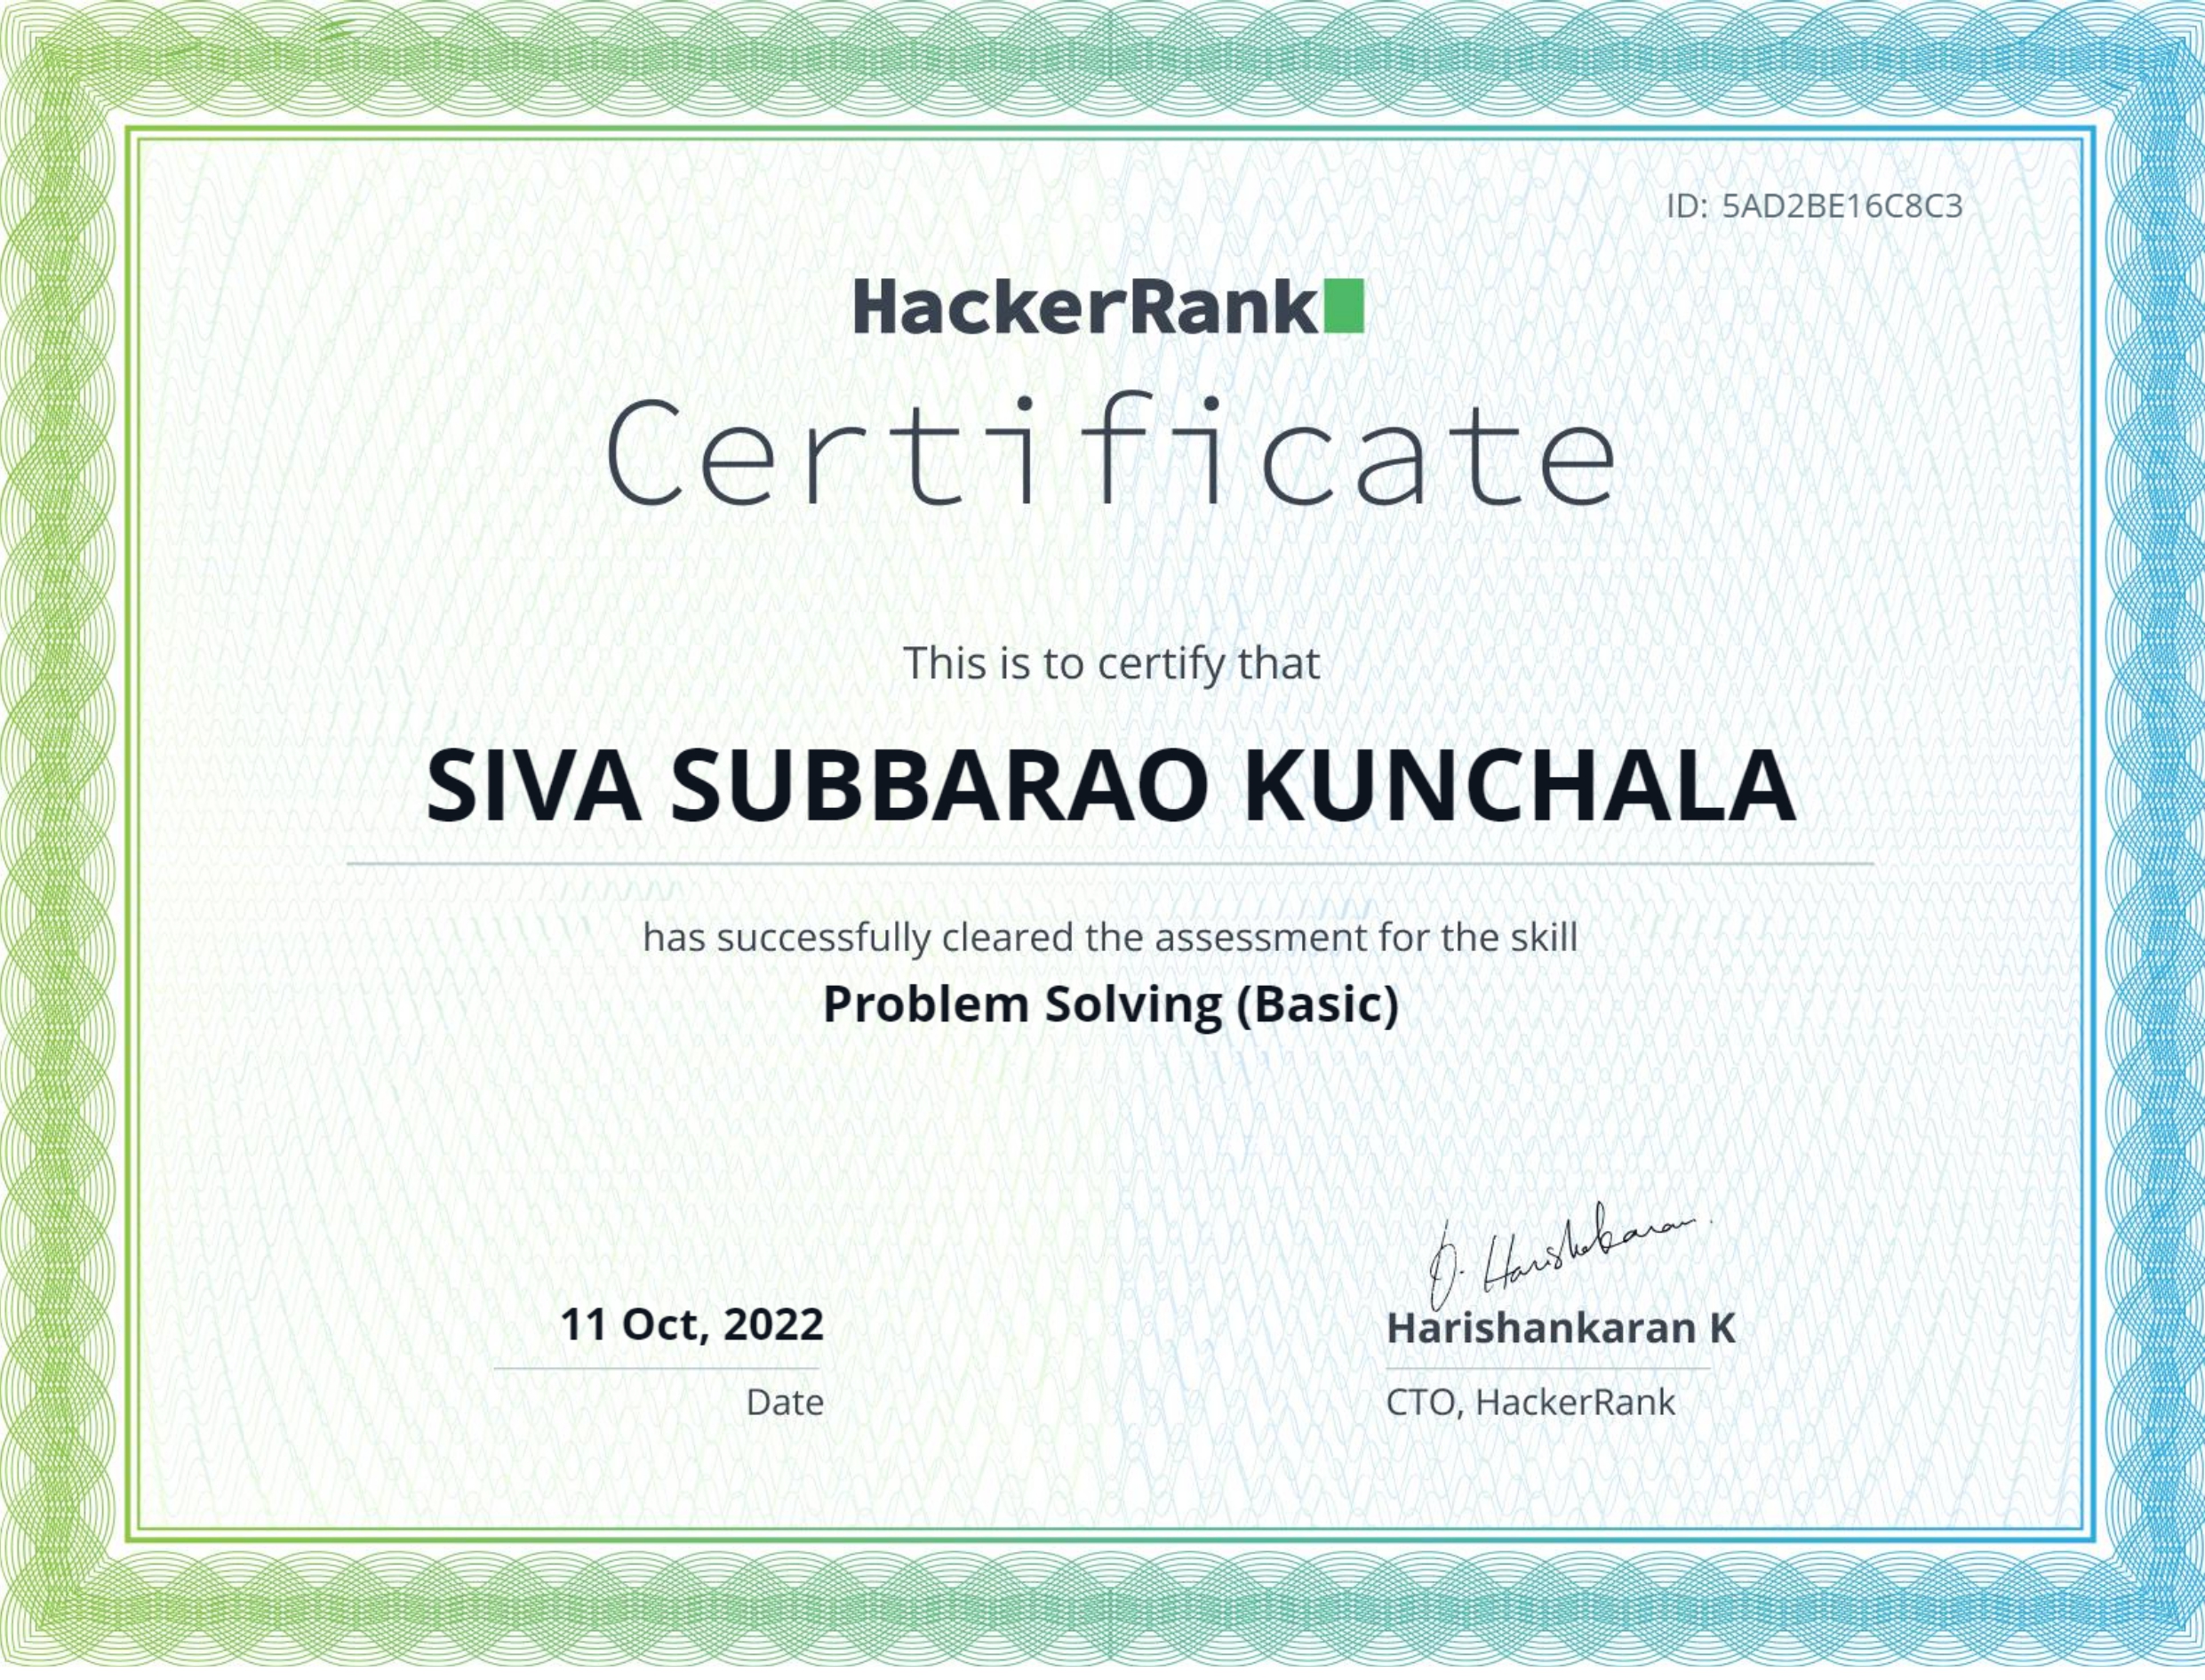 ID: 5AD2BE16C8C3
HackerRank
Certificate
This is to certify that
SIVA SUBBARAO KUNCHALA
has successfully cleared the assessment for the skill
Problem Solving (Basic)
D. Harishankaran
11 Oct, 2022
Harishankaran K
Date
CTO, HackerRank